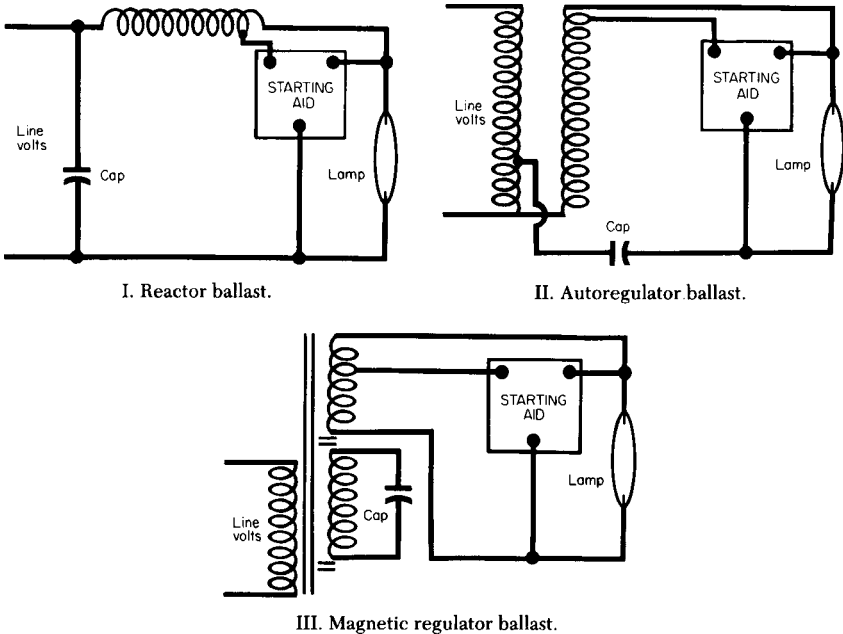 STARTING
AID
Line
volts
Cap
Lamp
I. Reactor ballast.
STARTING
AID
Line
volts
Lamp
Cap
II. Autoregulator ballast.
STARTING
AID
Lamp
Line
volts
Cap
III. Magnetic regulator ballast.